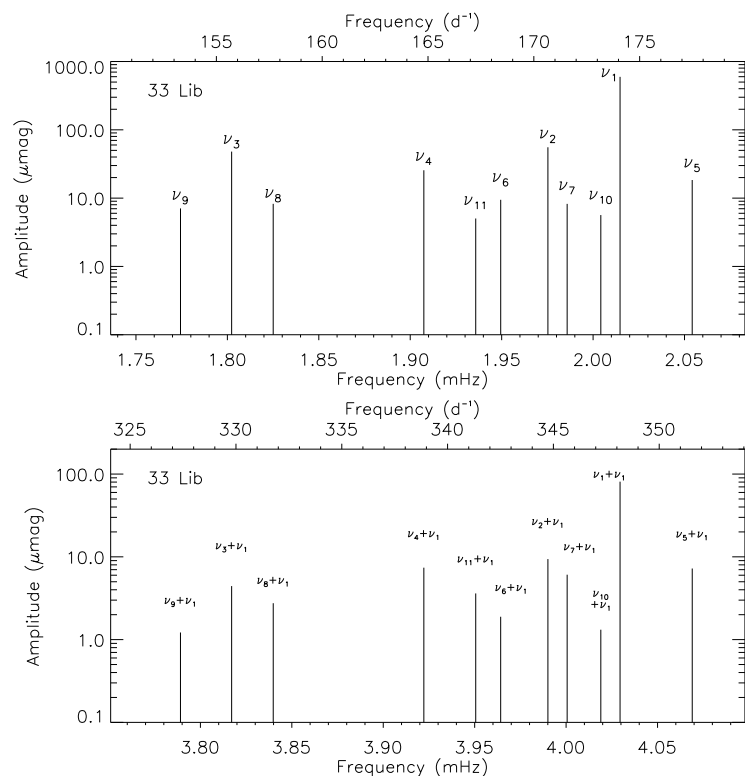 Frequency (d⁻¹)
155 160 165 170 175
1000.0
100.0
10.0
1.0
0.1
Amplitude (μmag)
33 Lib
ν₁
ν₃ ν₂
ν₄ ν₅
ν₉ ν₈ ν₁₁ ν₆ ν₇ ν₁₀
1.75 1.80 1.85 1.90 1.95 2.00 2.05
Frequency (mHz)
Frequency (d⁻¹)
325 330 335 340 345 350
100.0
10.0
1.0
0.1
Amplitude (μmag)
33 Lib
ν₁+ν₁
ν₂+ν₁
ν₄+ν₁ ν₅+ν₁
ν₃+ν₁ ν₇+ν₁
ν₁₁+ν₁
ν₈+ν₁ ν₆+ν₁
ν₉+ν₁ ν₁₀
+ν₁
3.80 3.85 3.90 3.95 4.00 4.05
Frequency (mHz)